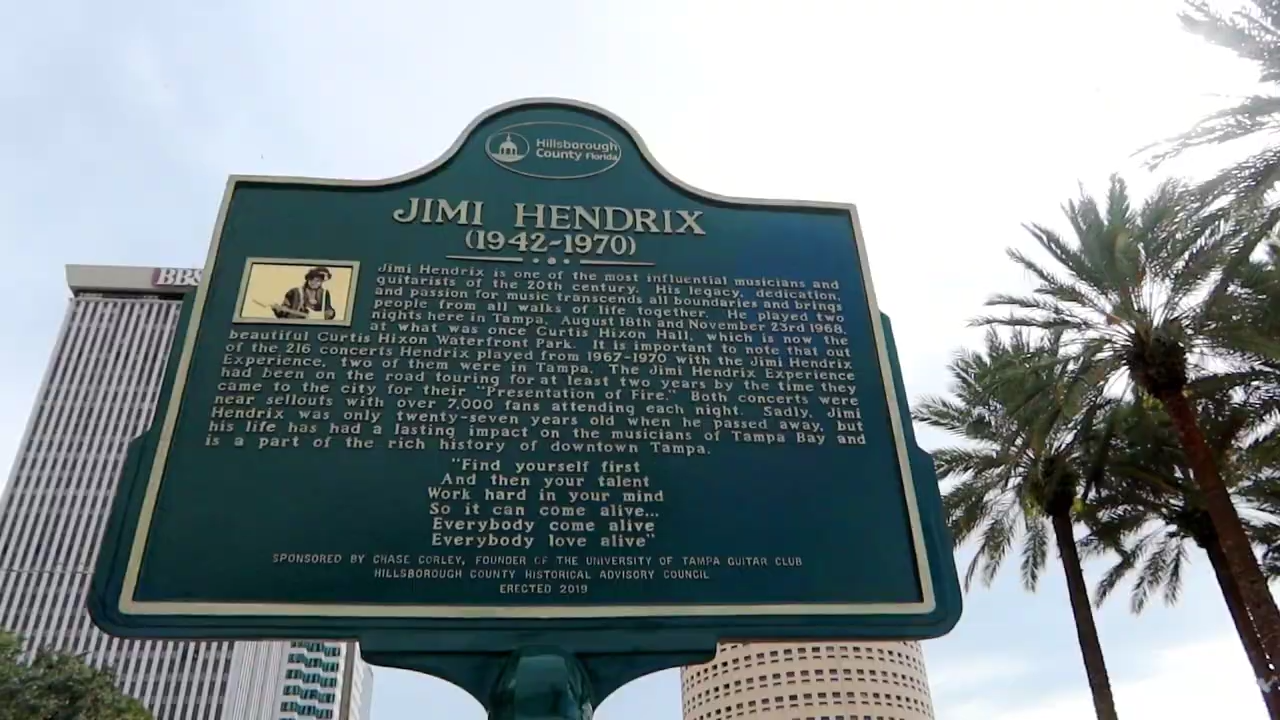 Hillsborough
County Florida
JIMI HENDRIX
(1942-1970)
Jimi Hendrix is one of the most influential musicians and
guitarists of the 20th century. His legacy, dedication,
and passion for music transcends all boundaries and brings
people from all walks of life together. He played two
nights here in Tampa, August 18th and November 23rd 1968,
at what was once Curtis Hixon Hall, which is now the
beautiful Curtis Hixon Waterfront Park. It is important to note that out
of the 216 concerts Hendrix played from 1967-1970 with the Jimi Hendrix
Experience, two of them were in Tampa. The Jimi Hendrix Experience
had been on the road touring for at least two years by the time they
came to the city for their "Presentation of Fire." Both concerts were
near sellouts with over 7,000 fans attending each night. Sadly, Jimi
Hendrix was only twenty-seven years old when he passed away, but
his life has had a lasting impact on the musicians of Tampa Bay and
is a part of the rich history of downtown Tampa.
"Find yourself first
And then your talent
Work hard in your mind
So it can come alive...
Everybody come alive
Everybody love alive"
SPONSORED BY CHASE CORLEY, FOUNDER OF THE UNIVERSITY OF TAMPA GUITAR CLUB
HILLSBOROUGH COUNTY HISTORICAL ADVISORY COUNCIL
ERECTED 2019